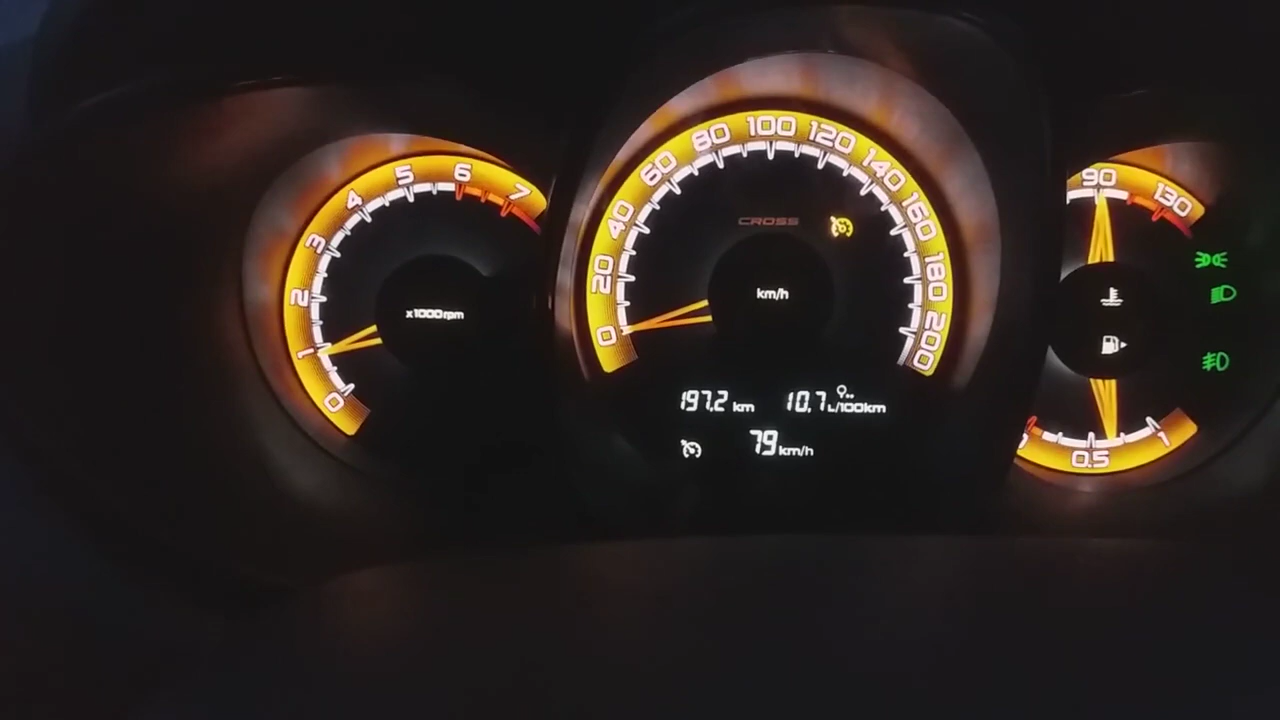 0 1 2 3 4 5 6 7
x1000rpm
0 20 40 60 80 100 120 140 160 180 200
CROSS
km/h
197.2 km 10.7 L/100km
79 km/h
90 130
0.5 1